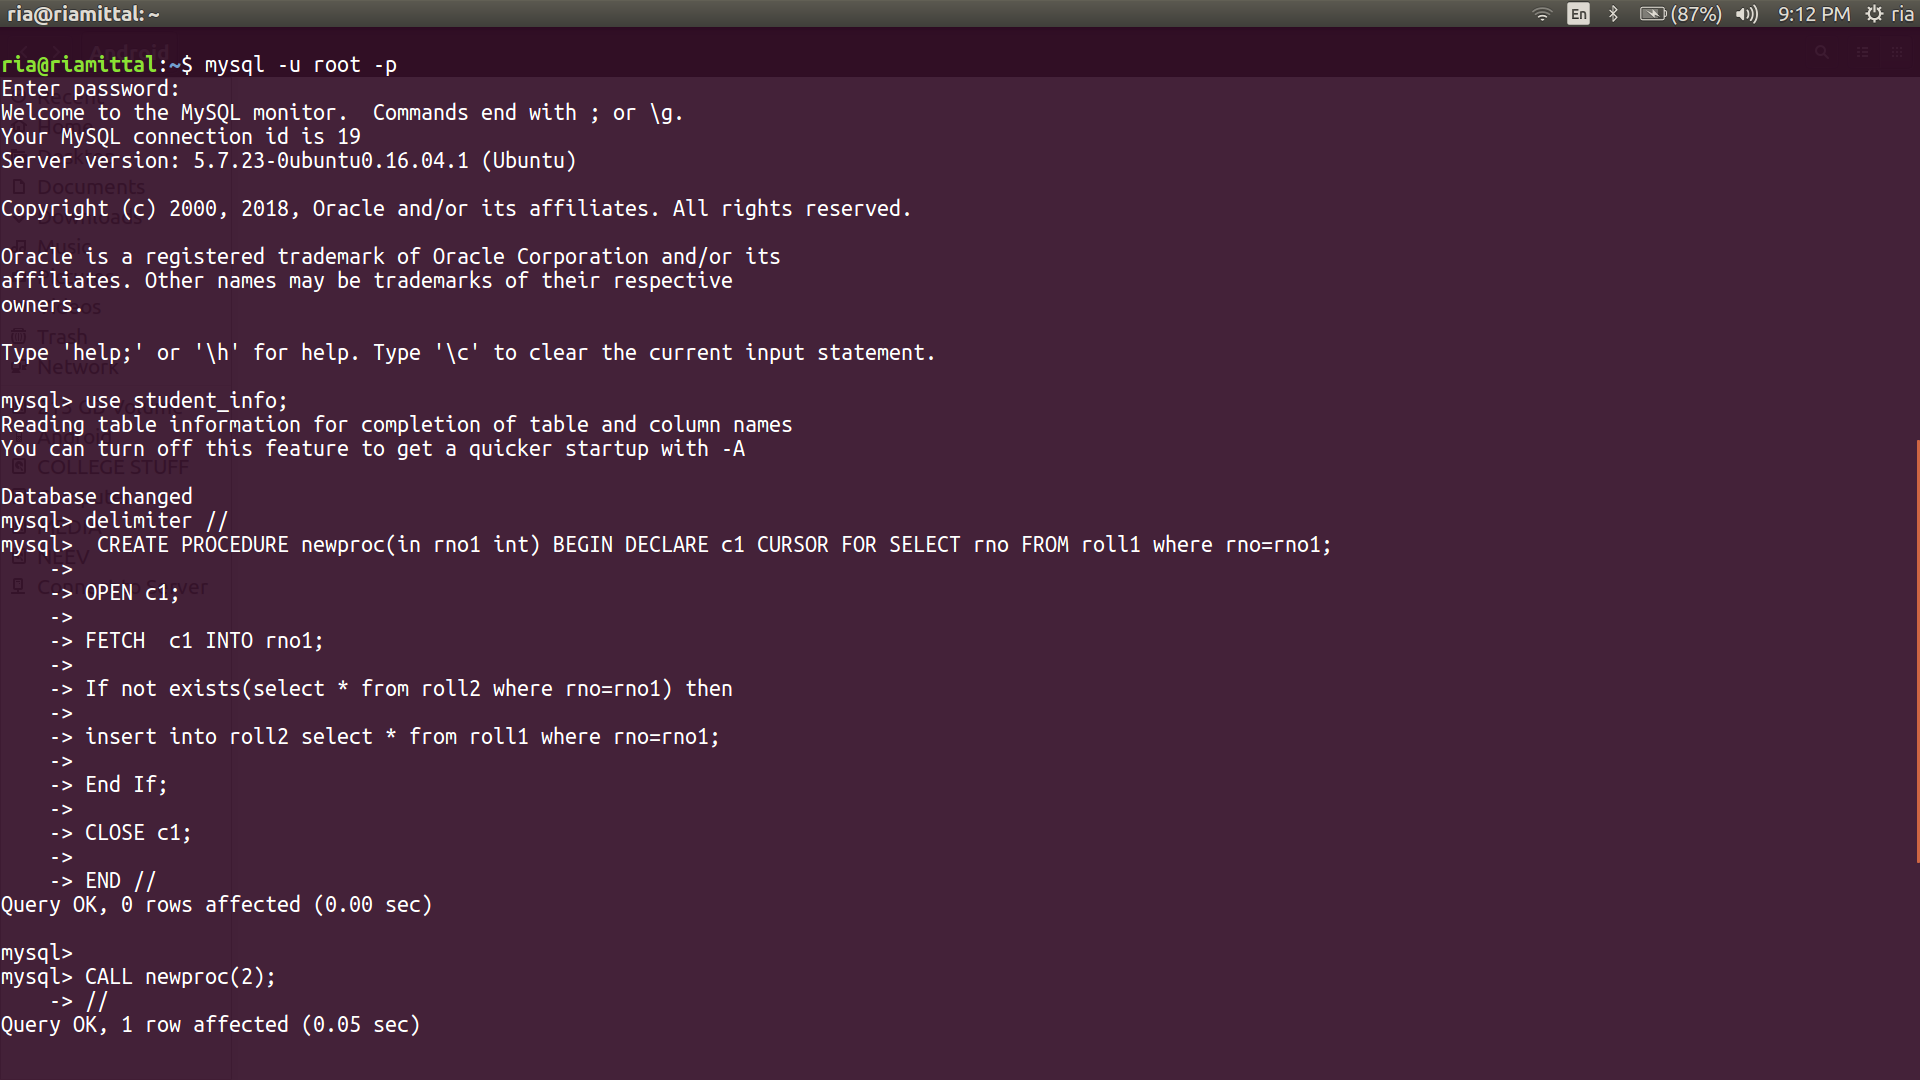 ria@riamittal: ~
En (87%) 9:12 PM ria
Android
ria@riamittal:~$ mysql -u root -p
Enter password:
Welcome to the MySQL monitor.  Commands end with ; or \g.
Your MySQL connection id is 19
Server version: 5.7.23-0ubuntu0.16.04.1 (Ubuntu)
Documents
Copyright (c) 2000, 2018, Oracle and/or its affiliates. All rights reserved.
Music
Oracle is a registered trademark of Oracle Corporation and/or its
affiliates. Other names may be trademarks of their respective
owners.
Trash
Type 'help;' or '\h' for help. Type '\c' to clear the current input statement.
Network
mysql> use student_info;
Reading table information for completion of table and column names
You can turn off this feature to get a quicker startup with -A
COLLEGE STUFF
Database changed
mysql> delimiter //
mysql>  CREATE PROCEDURE newproc(in rno1 int) BEGIN DECLARE c1 CURSOR FOR SELECT rno FROM roll1 where rno=rno1;
    ->
    -> OPEN c1;
    ->
    -> FETCH  c1 INTO rno1;
    ->
    -> If not exists(select * from roll2 where rno=rno1) then
    ->
    -> insert into roll2 select * from roll1 where rno=rno1;
    ->
    -> End If;
    ->
    -> CLOSE c1;
    ->
    -> END //
Query OK, 0 rows affected (0.00 sec)
mysql>
mysql> CALL newproc(2);
    -> //
Query OK, 1 row affected (0.05 sec)